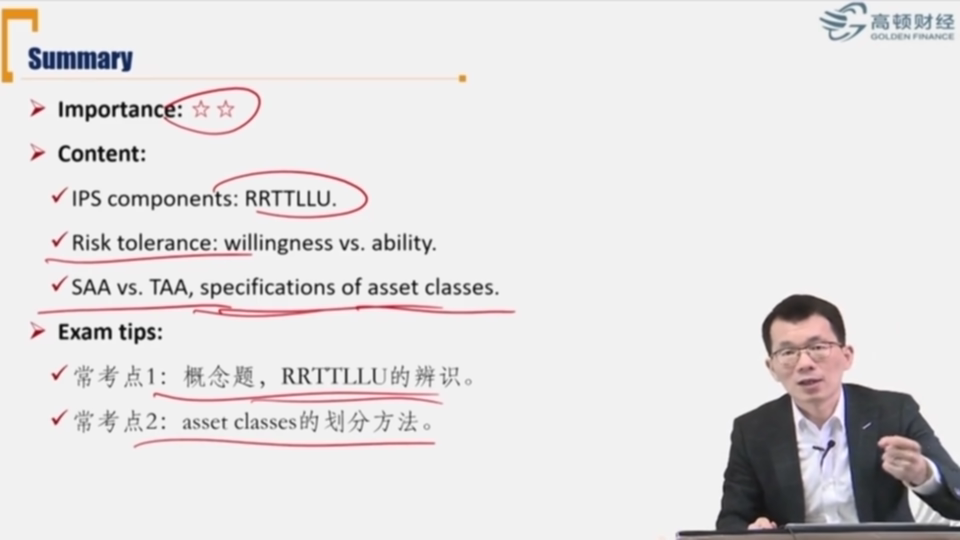 高顿财经
GOLDEN FINANCE
Summary
Importance: ☆☆
Content:
IPS components: RRTTLLU.
Risk tolerance: willingness vs. ability.
SAA vs. TAA, specifications of asset classes.
Exam tips:
常考点1：概念题，RRTTLLU的辨识。
常考点2：asset classes的划分方法。